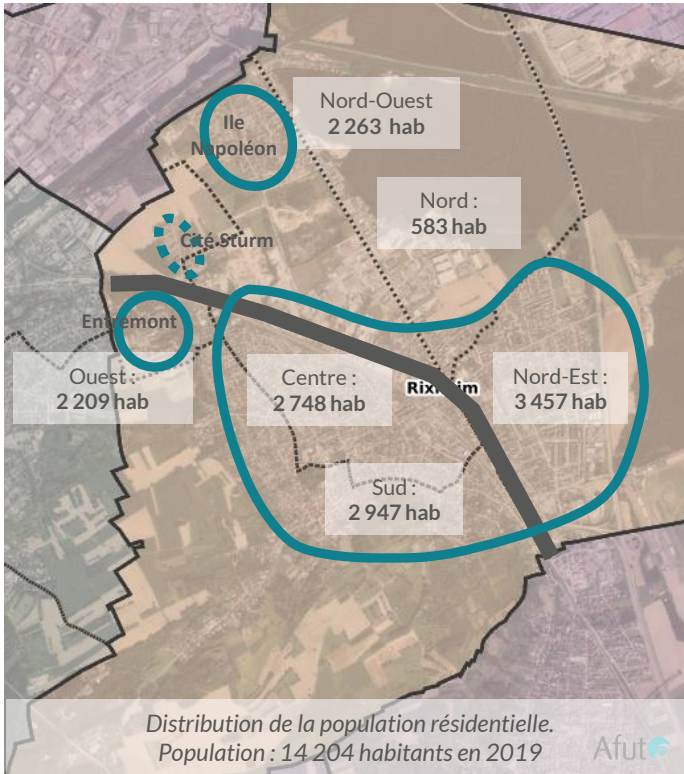 Nord-Ouest
2 263 hab
Ile
Napoléon
Nord :
583 hab
Cité Sturm
Entremont
Ouest :
2 209 hab
Centre :
2 748 hab
Rixheim
Nord-Est :
3 457 hab
Sud :
2 947 hab
Distribution de la population résidentielle.
Population : 14 204 habitants en 2019
Afut